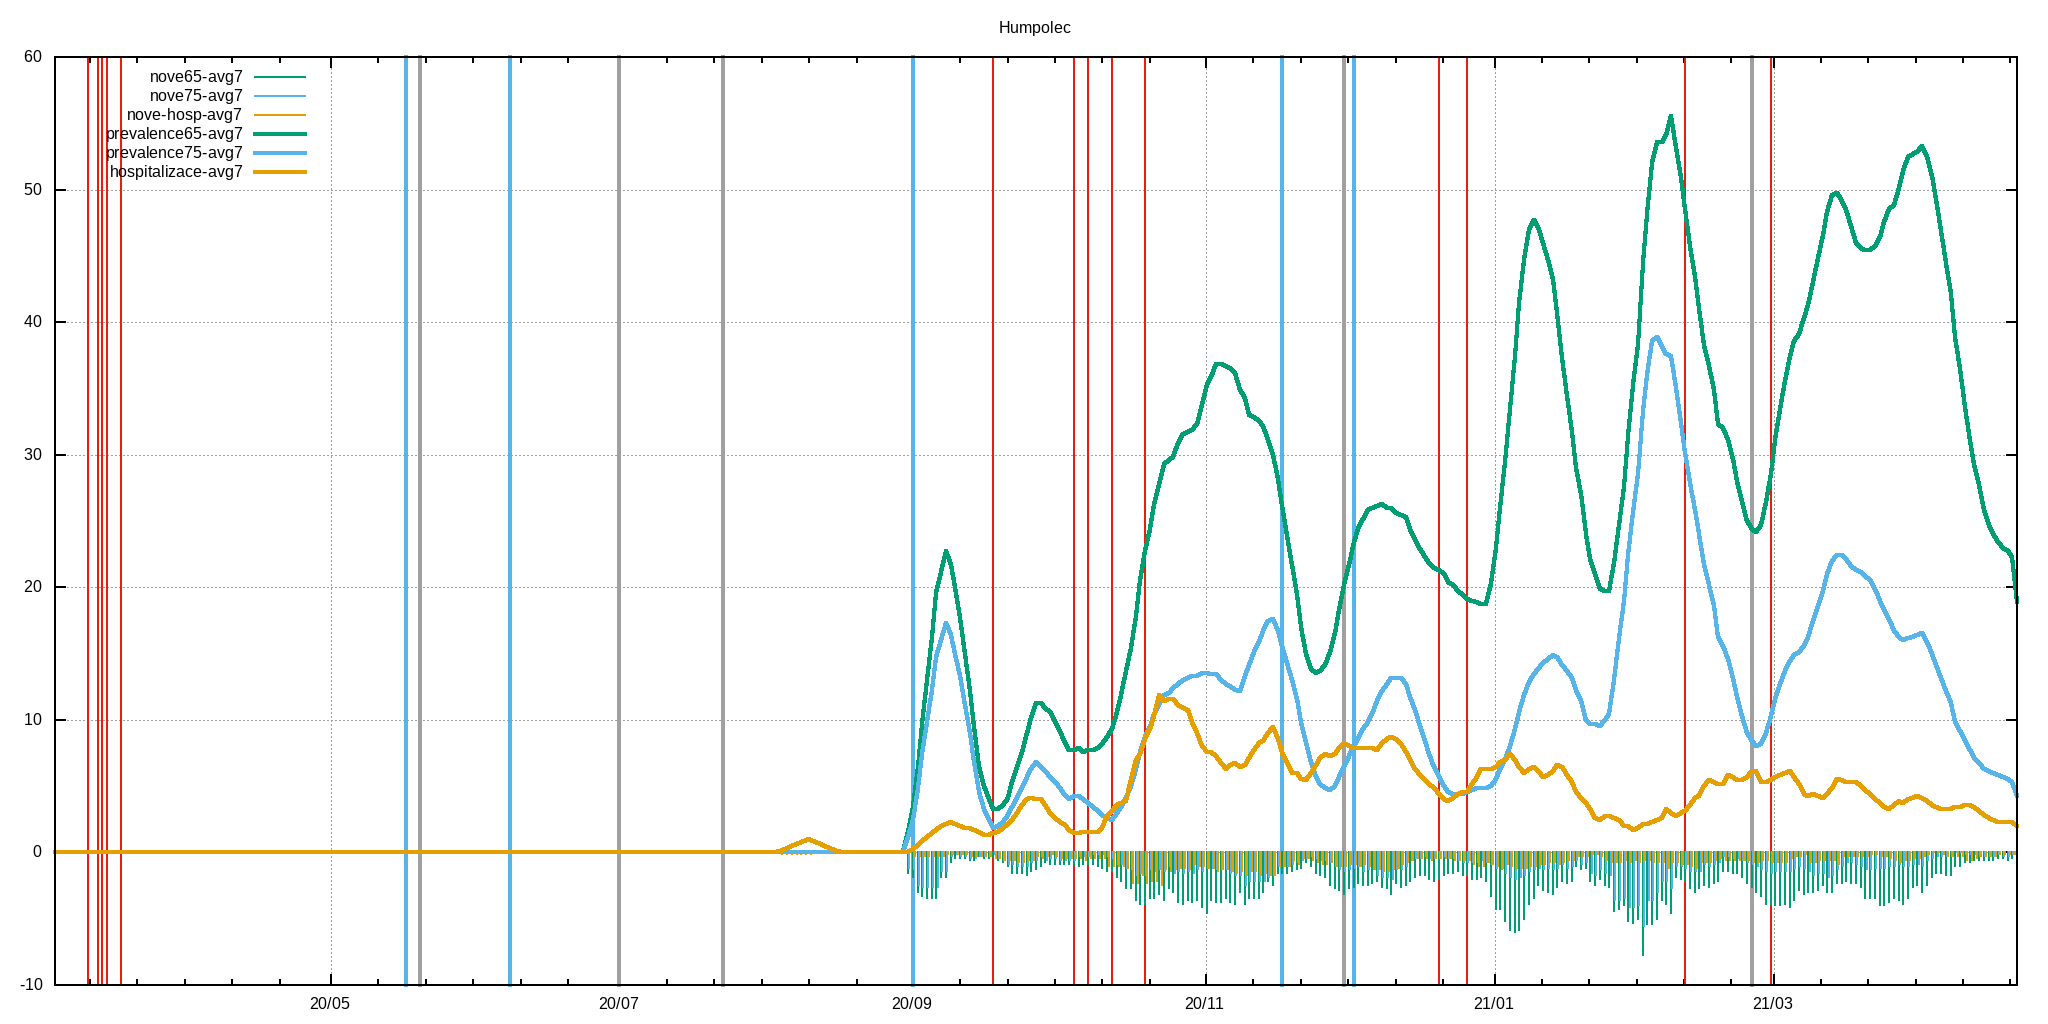 Humpolec
60
nove65-avg7
nove75-avg7
nove-hosp-avg7
prevalence65-avg7
prevalence75-avg7
hospitalizace-avg7
50
40
30
20
10
0
-10
20/05 20/07 20/09 20/11 21/01 21/03